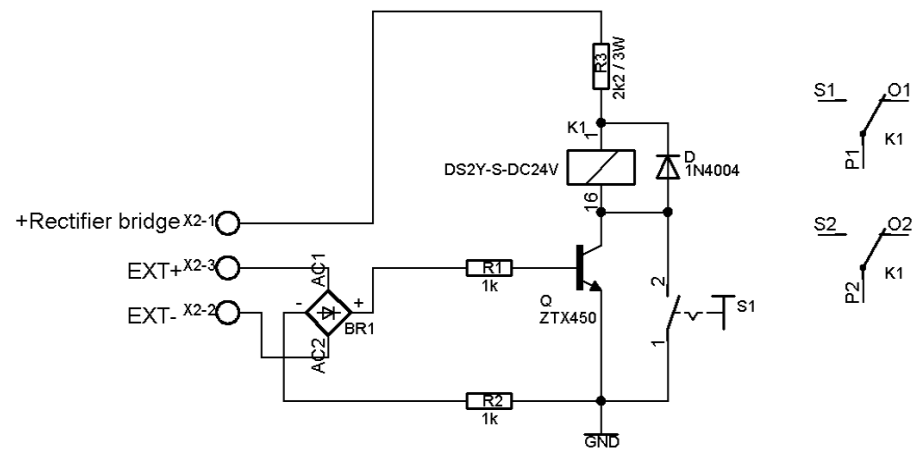 R3
2k2 / 3W
K1
1
DS2Y-S-DC24V
16
D
1N4004
S1
O1
P1
K1
S2
O2
P2
K1
+Rectifier bridge X2-1
EXT+ X2-3
EXT- X2-2
AC1
-
+
BR1
AC2
R1
1k
Q
ZTX450
2
1
S1
R2
1k
GND